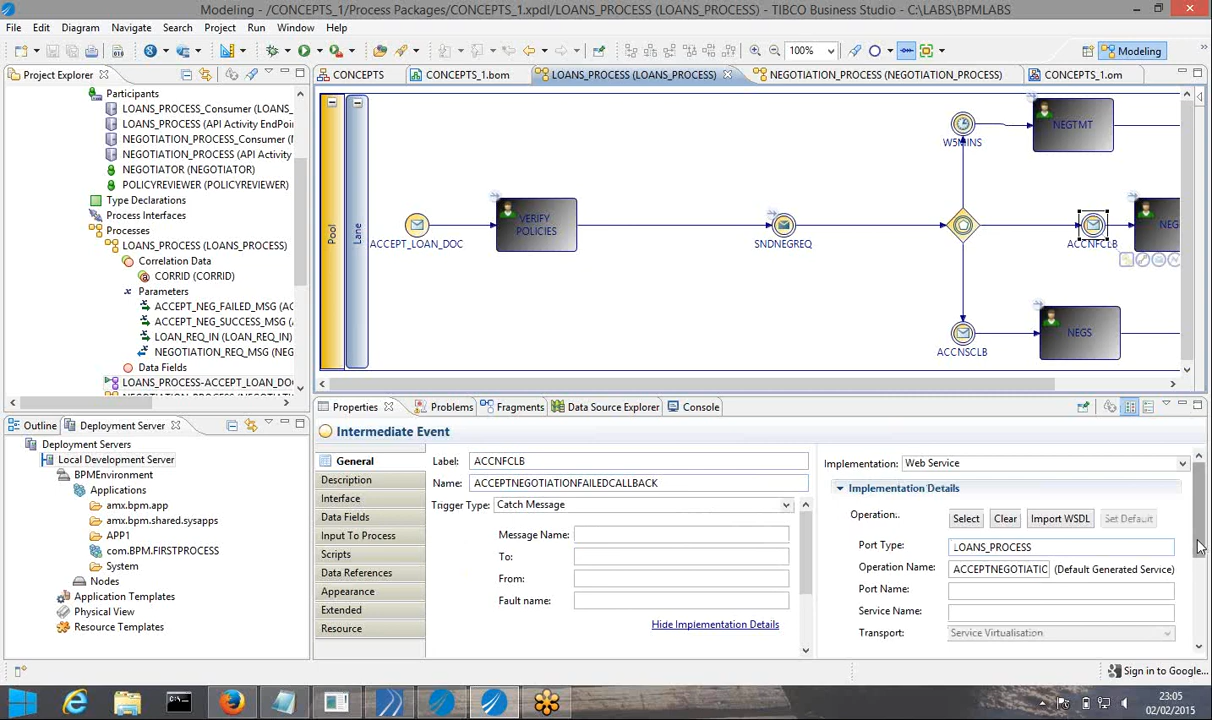 Modeling - /CONCEPTS_1/Process Packages/CONCEPTS_1.xpdl/LOANS_PROCESS (LOANS_PROCESS) - TIBCO Business Studio - C:\LABS\BPMLABS
File Edit Diagram Navigate Search Project Run Window Help
100%
Modeling
Project Explorer
CONCEPTS
CONCEPTS_1.bom
LOANS_PROCESS (LOANS_PROCESS)
NEGOTIATION_PROCESS (NEGOTIATION_PROCESS)
CONCEPTS_1.om
Participants
LOANS_PROCESS_Consumer (LOANS_
LOANS_PROCESS (API Activity EndPoi
NEGOTIATION_PROCESS_Consumer (N
NEGOTIATION_PROCESS (API Activity
NEGOTIATOR (NEGOTIATOR)
POLICYREVIEWER (POLICYREVIEWER)
Type Declarations
Process Interfaces
Processes
LOANS_PROCESS (LOANS_PROCESS)
Correlation Data
CORRID (CORRID)
Parameters
ACCEPT_NEG_FAILED_MSG (AC
ACCEPT_NEG_SUCCESS_MSG (
LOAN_REQ_IN (LOAN_REQ_IN)
NEGOTIATION_REQ_MSG (NEG
Data Fields
LOANS_PROCESS-ACCEPT_LOAN_DO
Pool
Lane
ACCEPT_LOAN_DOC
VERIFY
POLICIES
SNDNEGREQ
W5MINS
NEGTMT
ACCNFCLB
NEG
ACCNSCLB
NEGS
Outline
Deployment Server
Deployment Servers
Local Development Server
BPMEnvironment
Applications
amx.bpm.app
amx.bpm.shared.sysapps
APP1
com.BPM.FIRSTPROCESS
System
Nodes
Application Templates
Physical View
Resource Templates
Properties
Problems
Fragments
Data Source Explorer
Console
Intermediate Event
General
Description
Interface
Data Fields
Input To Process
Scripts
Data References
Appearance
Extended
Resource
Label: ACCNFCLB
Name: ACCEPTNEGOTIATIONFAILEDCALLBACK
Trigger Type: Catch Message
Message Name:
To:
From:
Fault name:
Hide Implementation Details
Implementation: Web Service
Implementation Details
Operation.. Select Clear Import WSDL Set Default
Port Type: LOANS_PROCESS
Operation Name: ACCEPTNEGOTIATIC (Default Generated Service)
Port Name:
Service Name:
Transport: Service Virtualisation
Sign in to Google...
23:05
02/02/2015